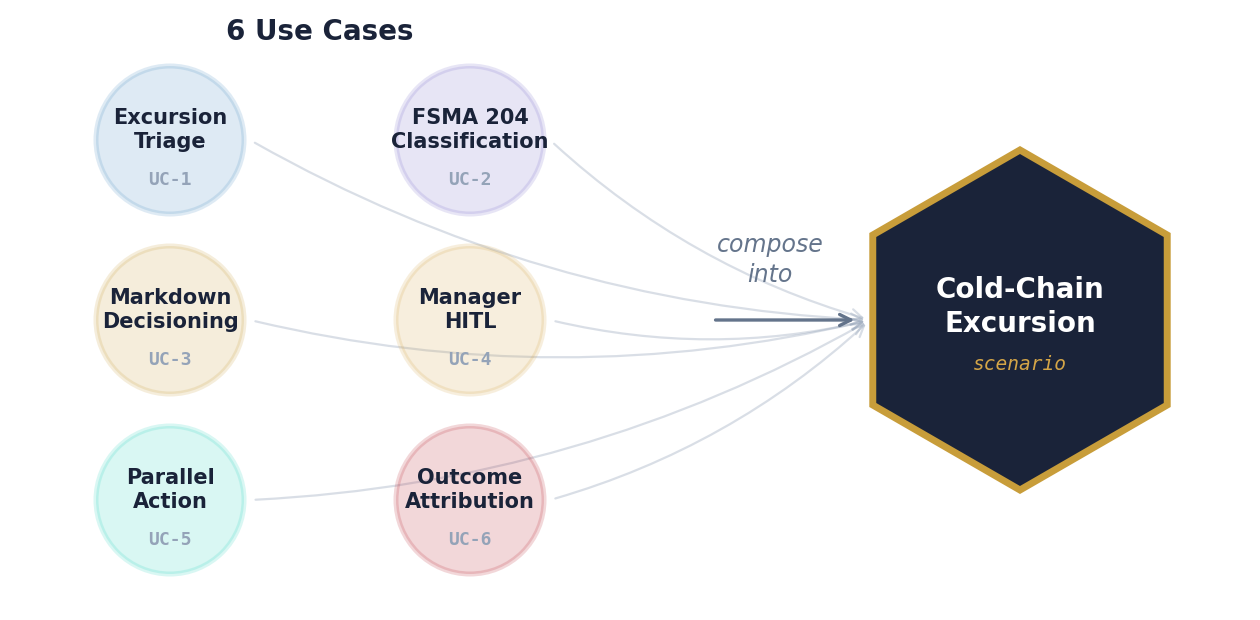 6 Use Cases
Excursion
Triage
UC-1
FSMA 204
Classification
UC-2
Markdown
Decisioning
UC-3
Manager
HITL
UC-4
Parallel
Action
UC-5
Outcome
Attribution
UC-6
compose
into
Cold-Chain
Excursion
scenario